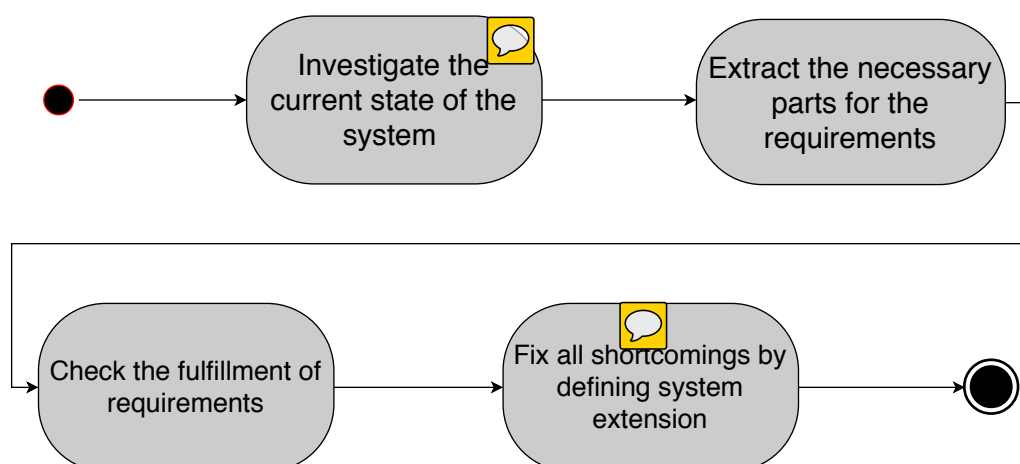 Investigate the
current state of the
system
Extract the necessary
parts for the
requirements
Check the fulfillment of
requirements
Fix all shortcomings by
defining system
extension